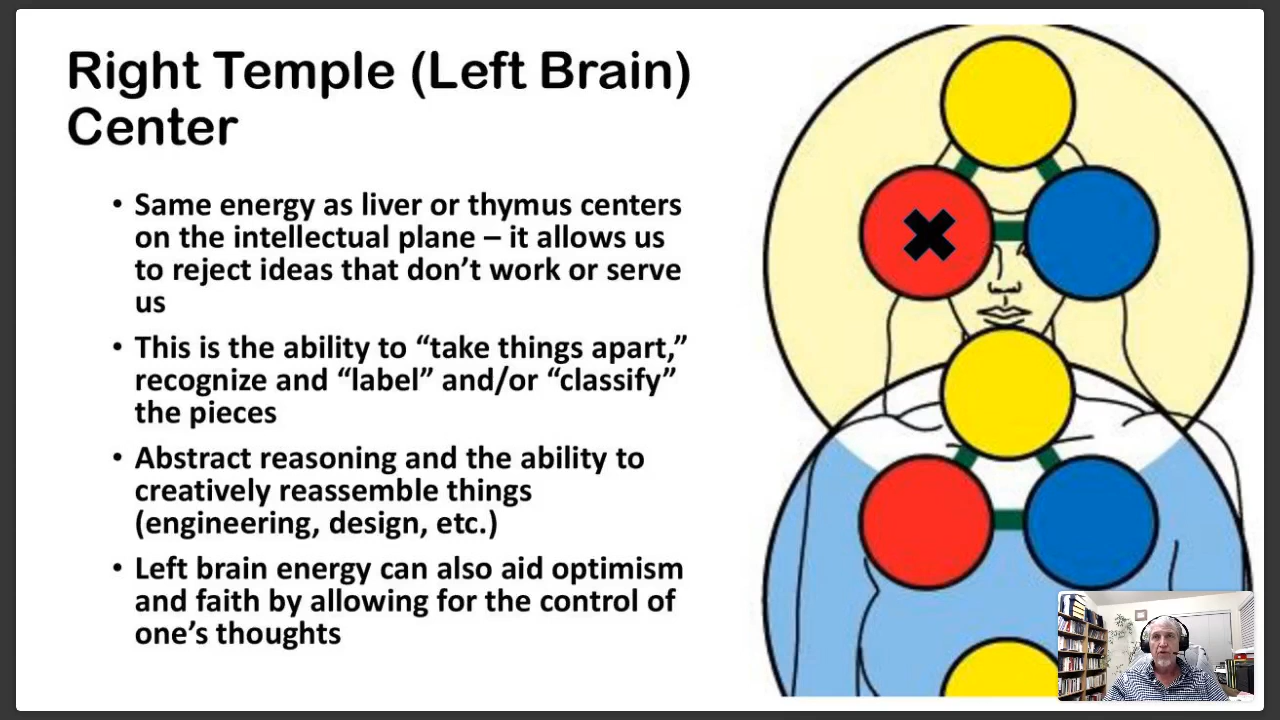 Right Temple (Left Brain)
Center
• Same energy as liver or thymus centers
on the intellectual plane – it allows us
to reject ideas that don’t work or serve
us
• This is the ability to “take things apart,”
recognize and “label” and/or “classify”
the pieces
• Abstract reasoning and the ability to
creatively reassemble things
(engineering, design, etc.)
• Left brain energy can also aid optimism
and faith by allowing for the control of
one’s thoughts